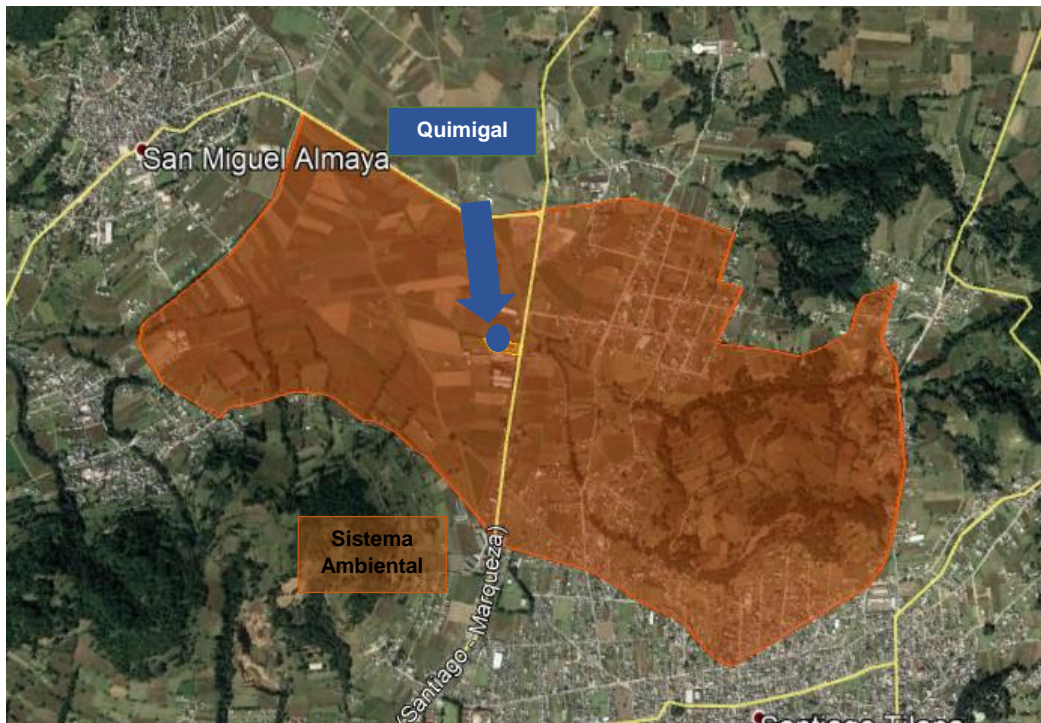 Quimigal
San Miguel Almaya
Sistema
Ambiental
(Santiago - Marqueza)